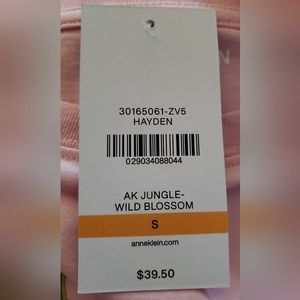 30165061-ZV5
HAYDEN
029034088044
AK JUNGLE-
WILD BLOSSOM
S
anneklein.com
$39.50